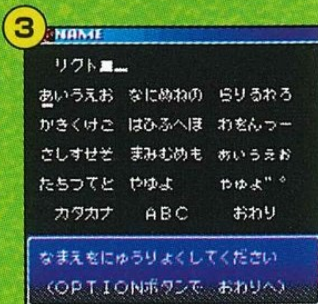 3
NAME
リクト
あいうえお なにぬねの らりるれろ
かきくけこ はひふへほ わをんっー
さしすせそ まみむめも ぁぃぅぇぉ
たちつてと やゆよ ゃゅょ"°
カタカナ ABC おわり
なまえをにゅうりょくしてください
(OPTIONボタンで おわりへ)